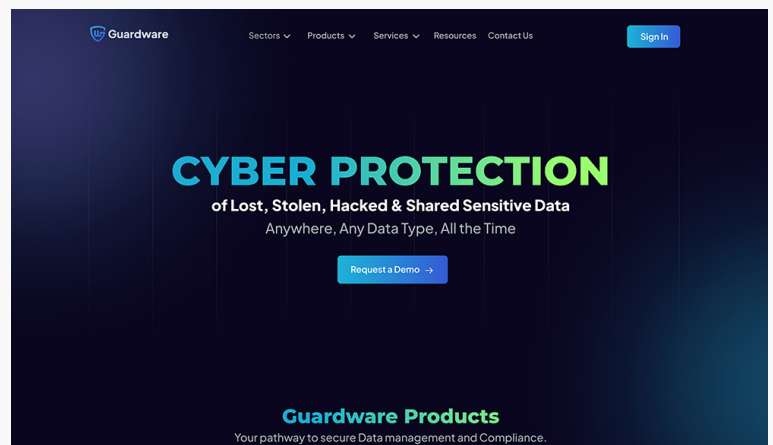 Guardware
Sectors Products Services Resources Contact Us
Sign In
CYBER PROTECTION
of Lost, Stolen, Hacked & Shared Sensitive Data
Anywhere, Any Data Type, All the Time
Request a Demo →
Guardware Products
Your pathway to secure Data management and Compliance.